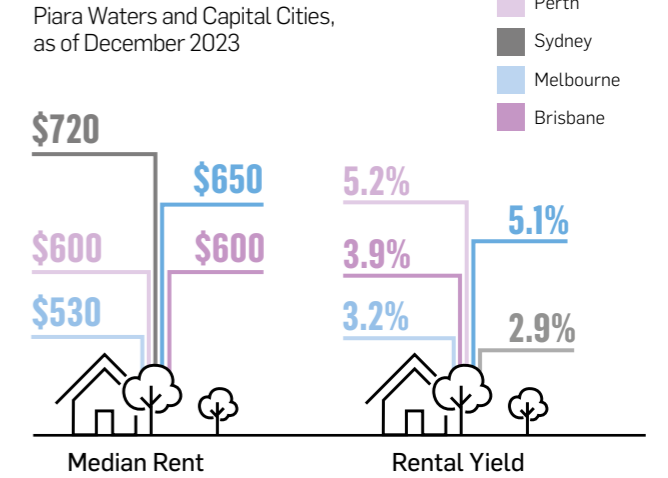 Piara Waters and Capital Cities,
as of December 2023
Perth
Sydney
Melbourne
Brisbane
$720
$650
$600
$600
$530
5.2%
5.1%
3.9%
3.2%
2.9%
Median Rent
Rental Yield